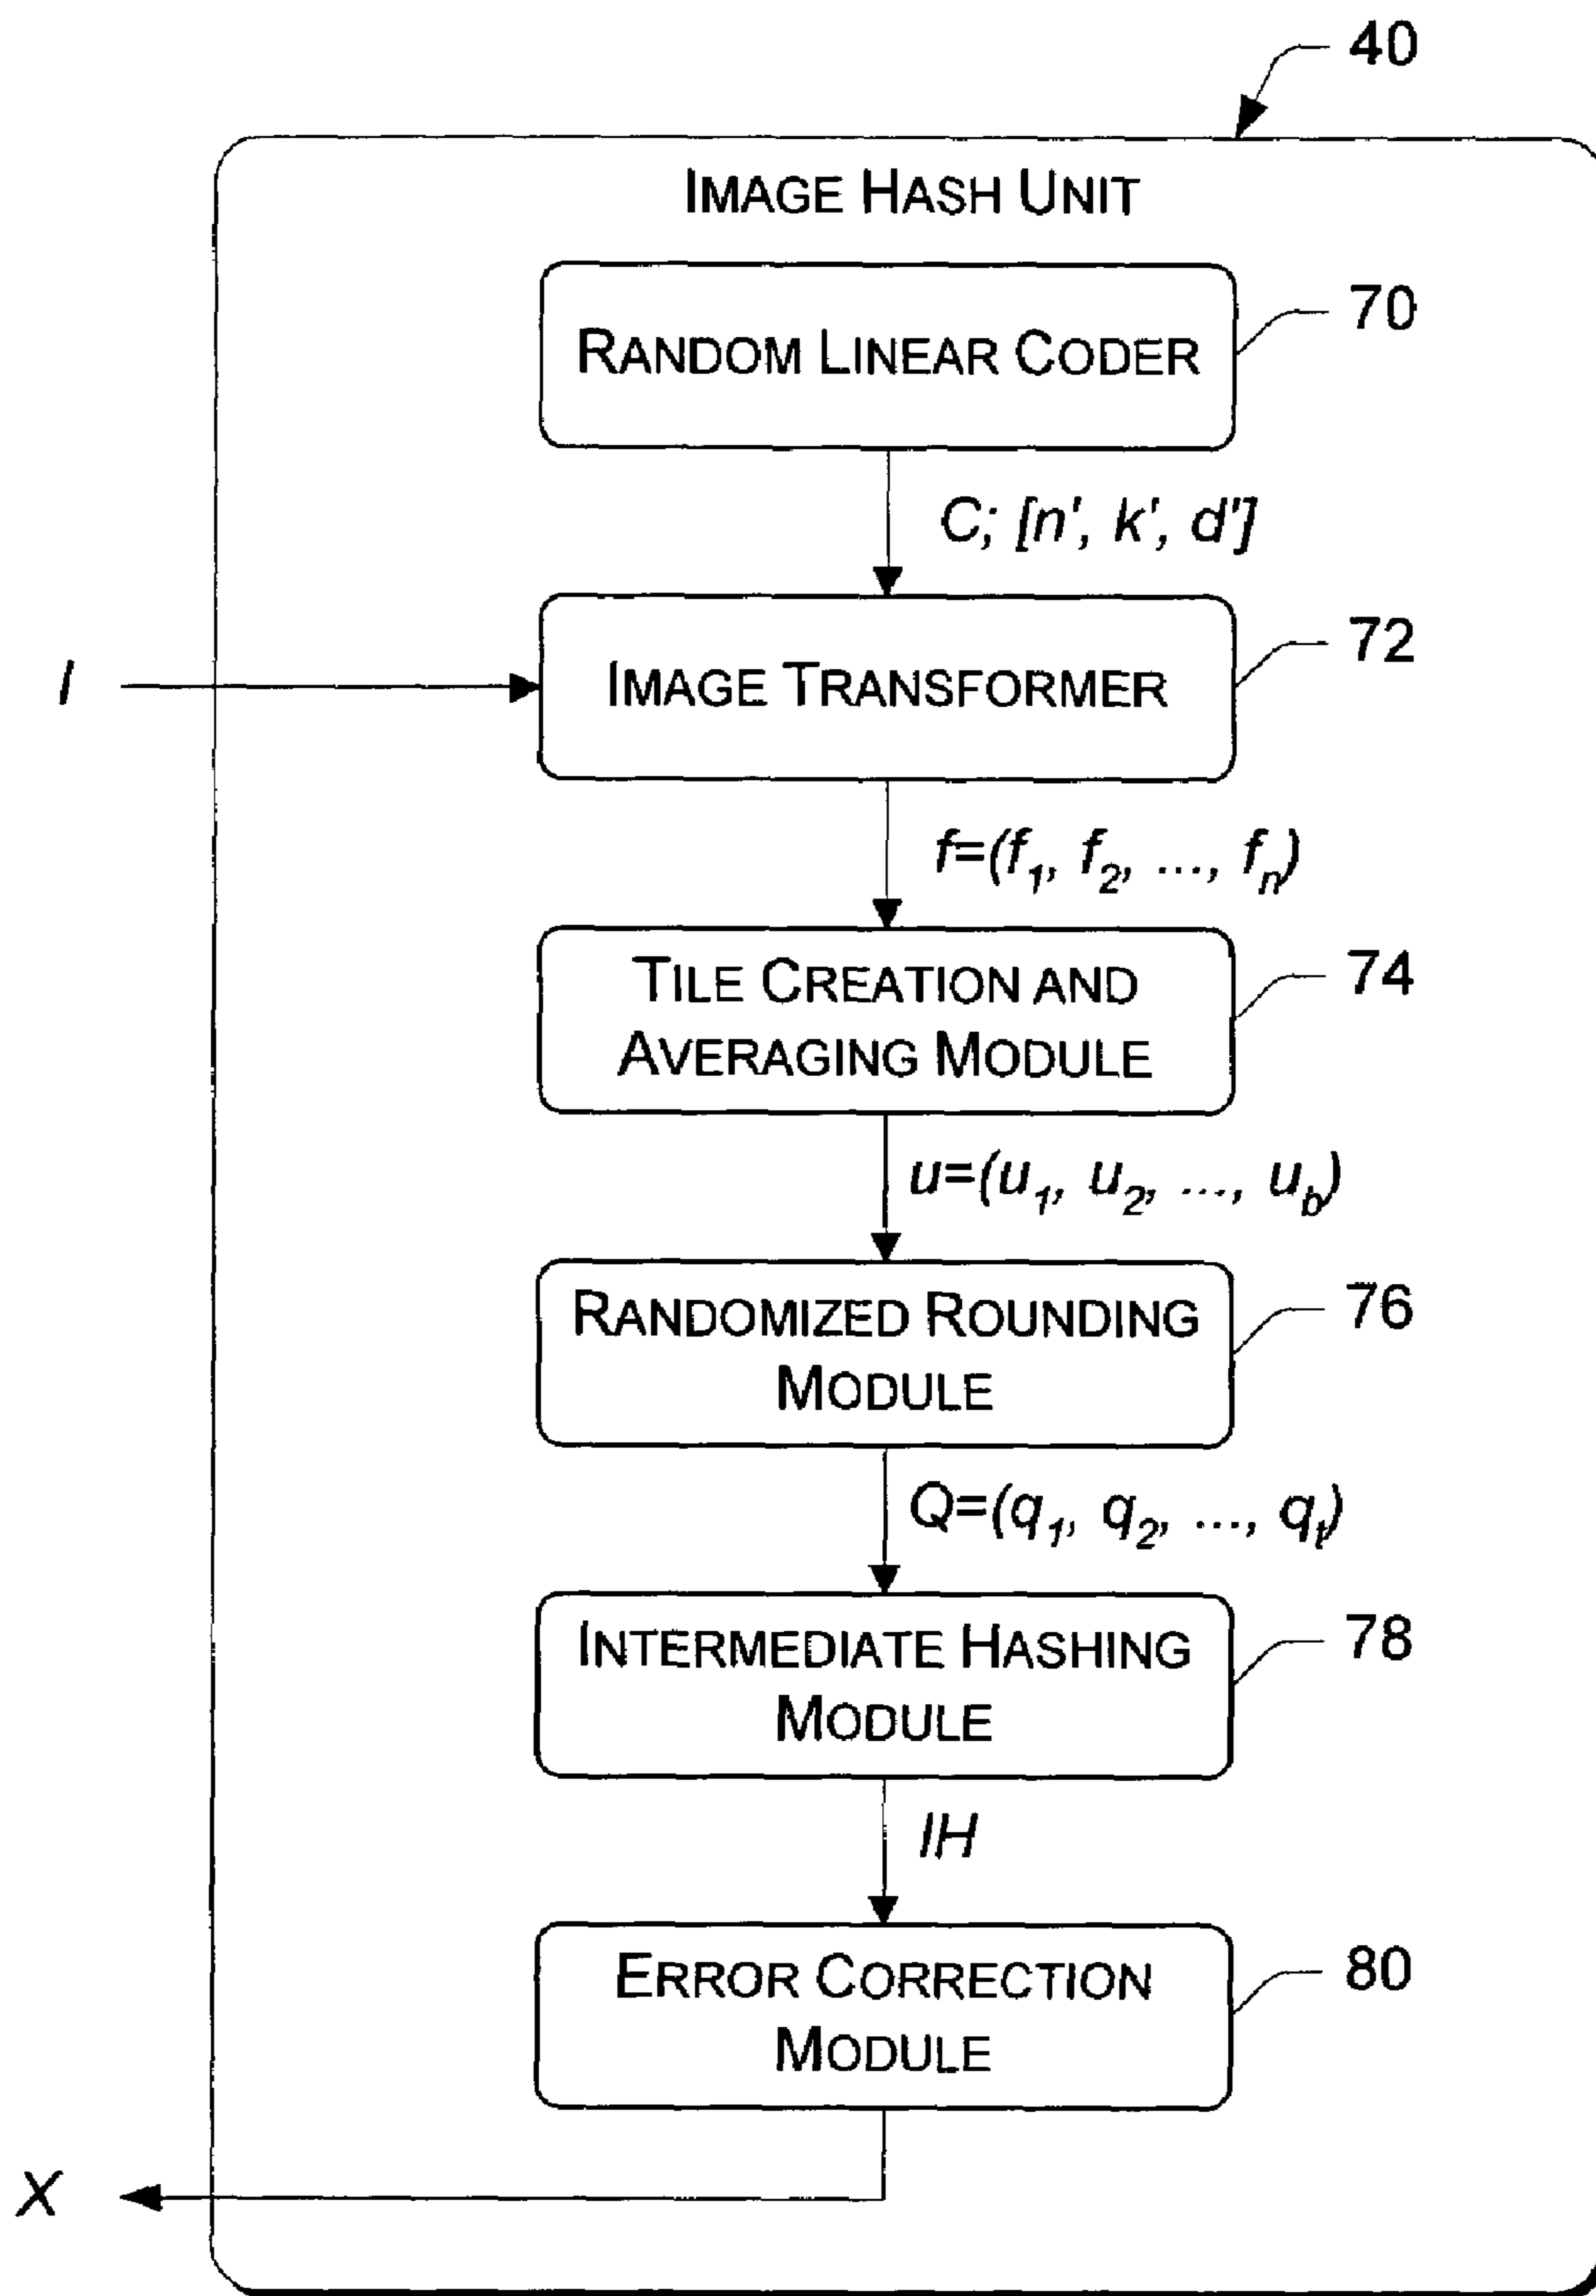 40
IMAGE HASH UNIT
RANDOM LINEAR CODER
70
C; [n', k', d']
I
IMAGE TRANSFORMER
72
f=(f1, f2, ..., fn)
TILE CREATION AND
AVERAGING MODULE
74
u=(u1, u2, ..., ub)
RANDOMIZED ROUNDING
MODULE
76
Q=(q1, q2, ..., qt)
INTERMEDIATE HASHING
MODULE
78
IH
ERROR CORRECTION
MODULE
80
X